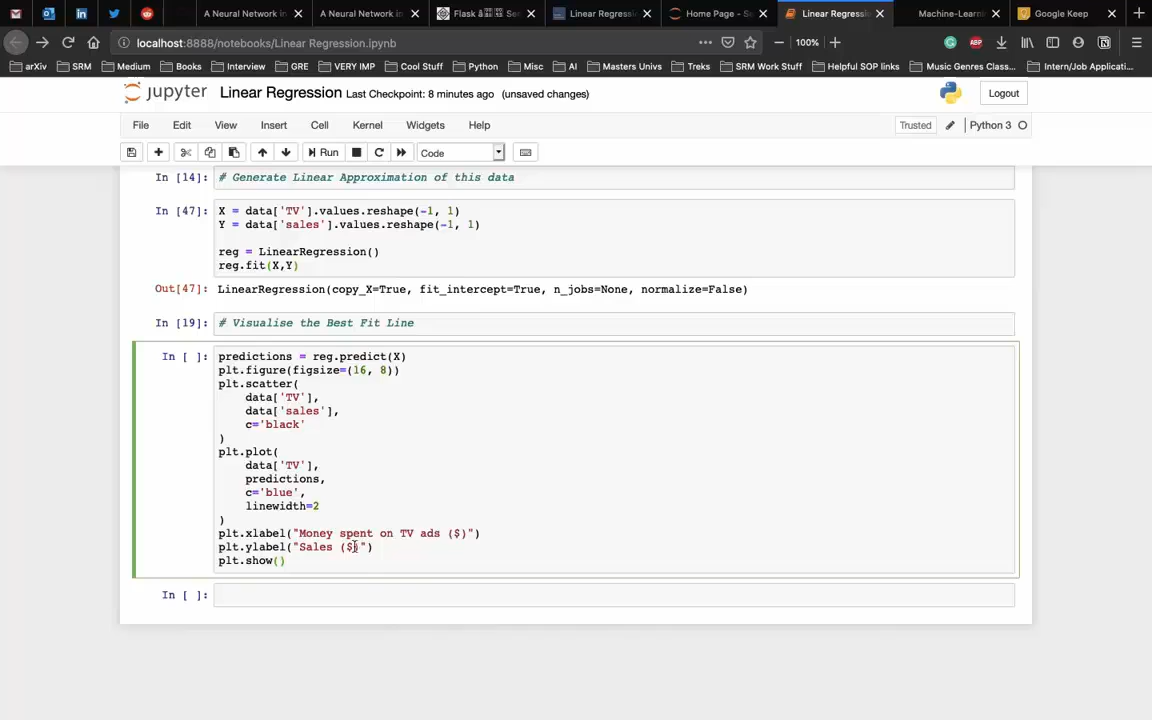 A Neural Network in
A Neural Network in
Linear Regressi
Home Page - Se
Linear Regressi
Machine-Learn
Google Keep
localhost:8888/notebooks/Linear Regression.ipynb
100%
arXiv
SRM
Medium
Books
Interview
GRE
VERY IMP
Cool Stuff
Python
Misc
AI
Masters Univs
Treks
SRM Work Stuff
Helpful SOP links
Music Genres Class...
Intern/Job Applicati...
jupyter Linear Regression Last Checkpoint: 8 minutes ago (unsaved changes)
Logout
File Edit View Insert Cell Kernel Widgets Help
Trusted Python 3
Run Code
In [14]: # Generate Linear Approximation of this data
In [47]: X = data['TV'].values.reshape(-1, 1)
Y = data['sales'].values.reshape(-1, 1)
reg = LinearRegression()
reg.fit(X,Y)
Out[47]: LinearRegression(copy_X=True, fit_intercept=True, n_jobs=None, normalize=False)
In [19]: # Visualise the Best Fit Line
In [ ]: predictions = reg.predict(X)
plt.figure(figsize=(16, 8))
plt.scatter(
data['TV'],
data['sales'],
c='black'
)
plt.plot(
data['TV'],
predictions,
c='blue',
linewidth=2
)
plt.xlabel("Money spent on TV ads ($)")
plt.ylabel("Sales ($)")
plt.show()
In [ ]: